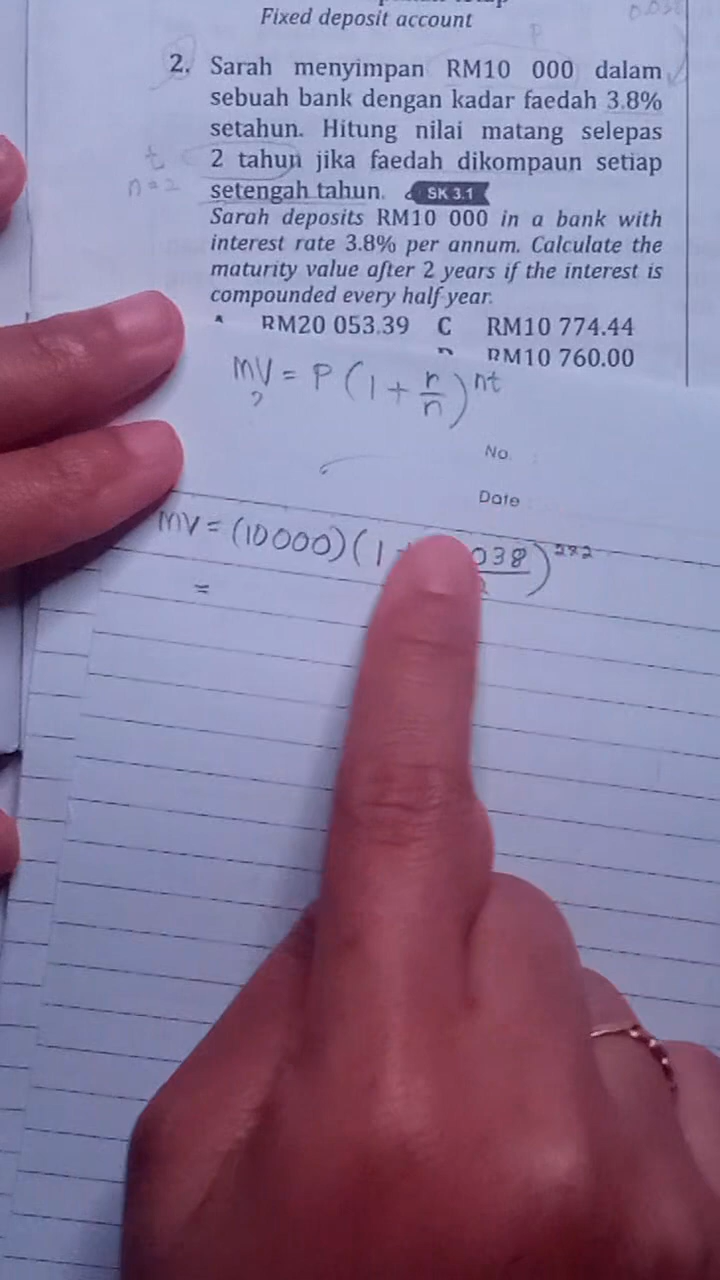 Fixed deposit account
P
2. Sarah menyimpan RM10 000 dalam
sebuah bank dengan kadar faedah 3.8%
setahun. Hitung nilai matang selepas
t 2 tahun jika faedah dikompaun setiap
n=2 setengah tahun. SK 3.1
Sarah deposits RM10 000 in a bank with
interest rate 3.8% per annum. Calculate the
maturity value after 2 years if the interest is
compounded every half year.
A RM20 053.39 C RM10 774.44
RM10 760.00
MV = P(1 + r/n)^nt
?
No.
Date
MV = (10000)(1 + 038)^2×2
=